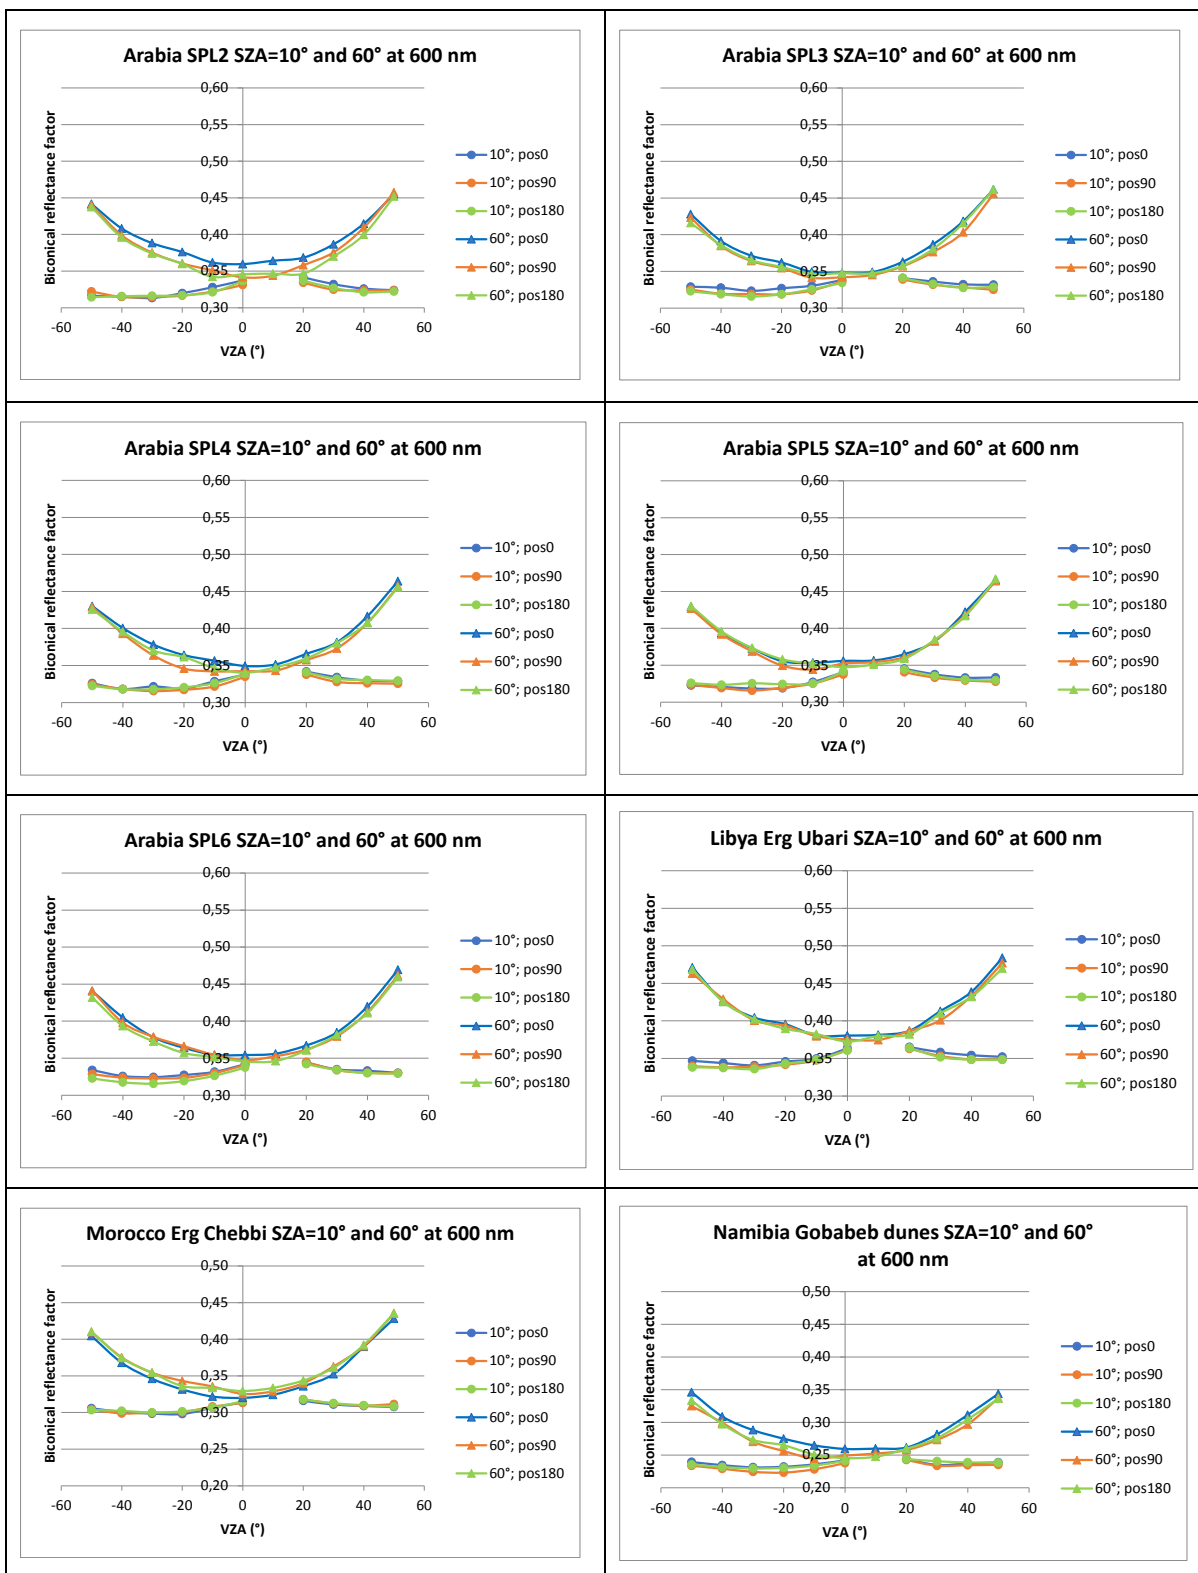 Arabia SPL2 SZA=10° and 60° at 600 nm
Biconical reflectance factor
0,60
0,55
0,50
0,45
0,40
0,35
0,30
-60 -40 -20 0 20 40 60
VZA (°)
10°; pos0
10°; pos90
10°; pos180
60°; pos0
60°; pos90
60°; pos180
Arabia SPL3 SZA=10° and 60° at 600 nm
Biconical reflectance factor
0,60
0,55
0,50
0,45
0,40
0,35
0,30
-60 -40 -20 0 20 40 60
VZA (°)
10°; pos0
10°; pos90
10°; pos180
60°; pos0
60°; pos90
60°; pos180
Arabia SPL4 SZA=10° and 60° at 600 nm
Biconical reflectance factor
0,60
0,55
0,50
0,45
0,40
0,35
0,30
-60 -40 -20 0 20 40 60
VZA (°)
10°; pos0
10°; pos90
10°; pos180
60°; pos0
60°; pos90
60°; pos180
Arabia SPL5 SZA=10° and 60° at 600 nm
Biconical reflectance factor
0,60
0,55
0,50
0,45
0,40
0,35
0,30
-60 -40 -20 0 20 40 60
VZA (°)
10°; pos0
10°; pos90
10°; pos180
60°; pos0
60°; pos90
60°; pos180
Arabia SPL6 SZA=10° and 60° at 600 nm
Biconical reflectance factor
0,60
0,55
0,50
0,45
0,40
0,35
0,30
-60 -40 -20 0 20 40 60
VZA (°)
10°; pos0
10°; pos90
10°; pos180
60°; pos0
60°; pos90
60°; pos180
Libya Erg Ubari SZA=10° and 60° at 600 nm
Biconical reflectance factor
0,60
0,55
0,50
0,45
0,40
0,35
0,30
-60 -40 -20 0 20 40 60
VZA (°)
10°; pos0
10°; pos90
10°; pos180
60°; pos0
60°; pos90
60°; pos180
Morocco Erg Chebbi SZA=10° and 60° at 600 nm
Biconical reflectance factor
0,50
0,45
0,40
0,35
0,30
0,25
0,20
-60 -40 -20 0 20 40 60
VZA (°)
10°; pos0
10°; pos90
10°; pos180
60°; pos0
60°; pos90
60°; pos180
Namibia Gobabeb dunes SZA=10° and 60°
at 600 nm
Biconical reflectance factor
0,50
0,45
0,40
0,35
0,30
0,25
0,20
-60 -40 -20 0 20 40 60
VZA (°)
10°; pos0
10°; pos90
10°; pos180
60°; pos0
60°; pos90
60°; pos180